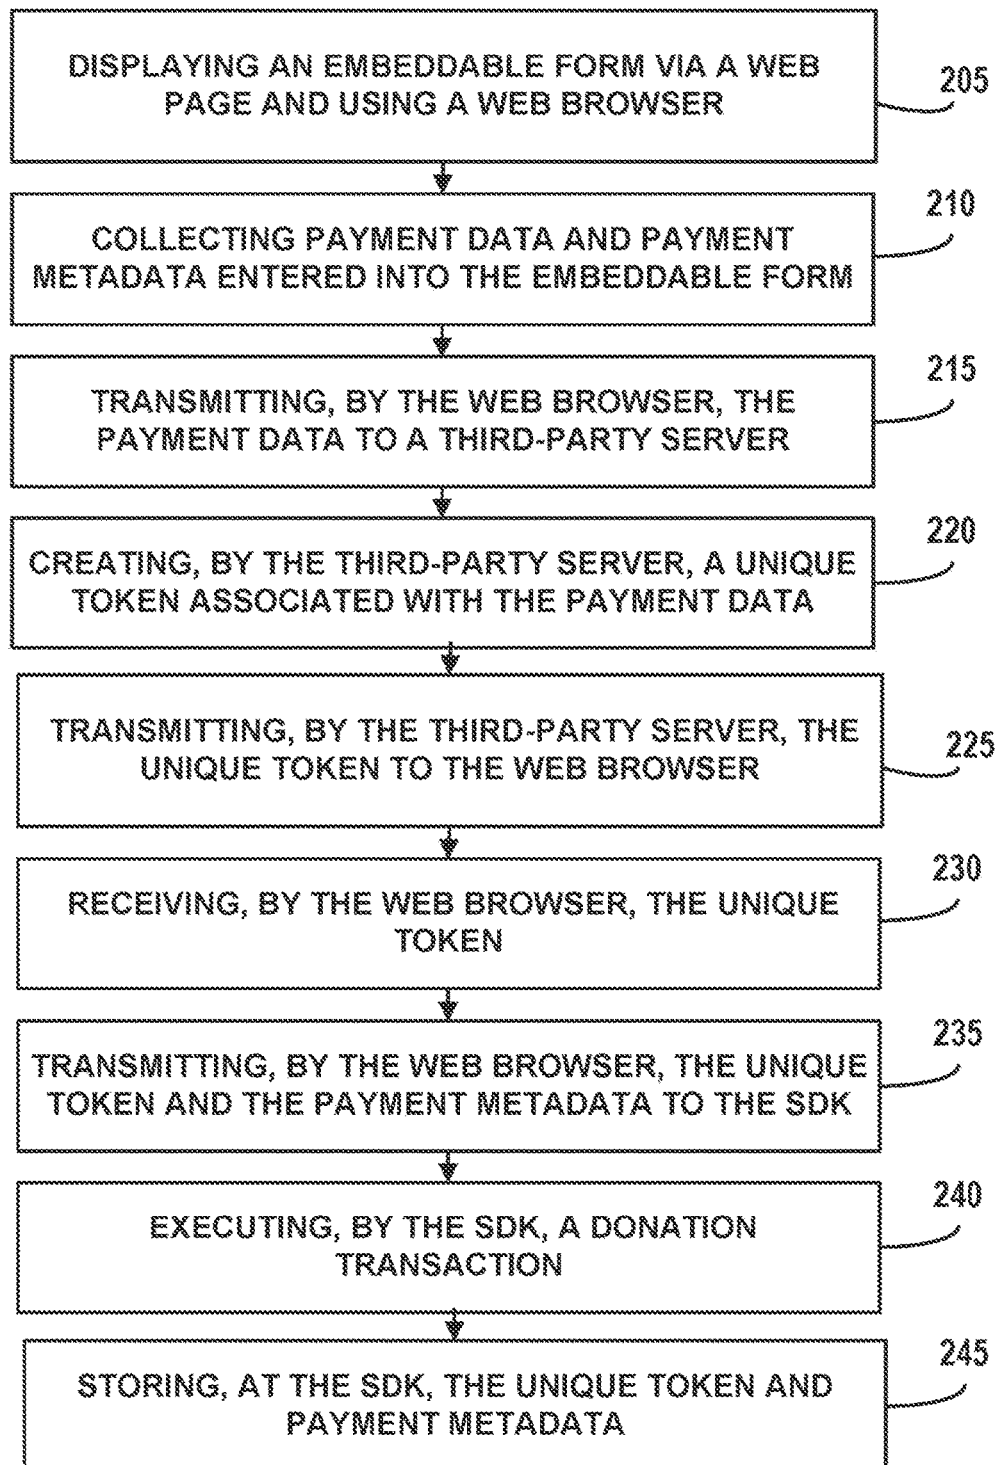 DISPLAYING AN EMBEDDABLE FORM VIA A WEB
PAGE AND USING A WEB BROWSER
205
COLLECTING PAYMENT DATA AND PAYMENT
METADATA ENTERED INTO THE EMBEDDABLE FORM
210
TRANSMITTING, BY THE WEB BROWSER, THE
PAYMENT DATA TO A THIRD-PARTY SERVER
215
CREATING, BY THE THIRD-PARTY SERVER, A UNIQUE
TOKEN ASSOCIATED WITH THE PAYMENT DATA
220
TRANSMITTING, BY THE THIRD-PARTY SERVER, THE
UNIQUE TOKEN TO THE WEB BROWSER
225
RECEIVING, BY THE WEB BROWSER, THE UNIQUE
TOKEN
230
TRANSMITTING, BY THE WEB BROWSER, THE UNIQUE
TOKEN AND THE PAYMENT METADATA TO THE SDK
235
EXECUTING, BY THE SDK, A DONATION
TRANSACTION
240
STORING, AT THE SDK, THE UNIQUE TOKEN AND
PAYMENT METADATA
245